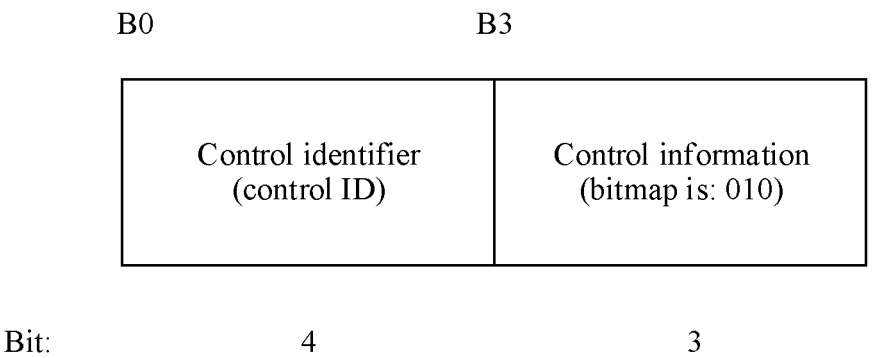 B0 B3
Control identifier
(control ID)
Control information
(bitmap is: 010)
Bit: 4 3